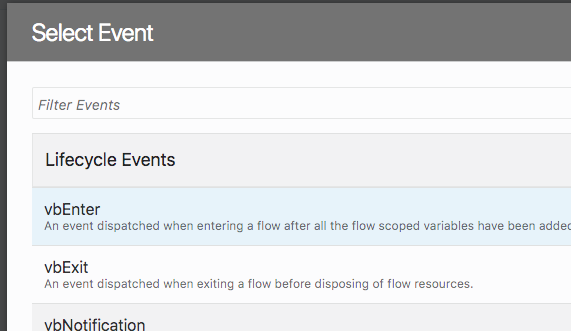 Select Event
Filter Events
Lifecycle Events
vbEnter
An event dispatched when entering a flow after all the flow scoped variables have been added
vbExit
An event dispatched when exiting a flow before disposing of flow resources.
vbNotification